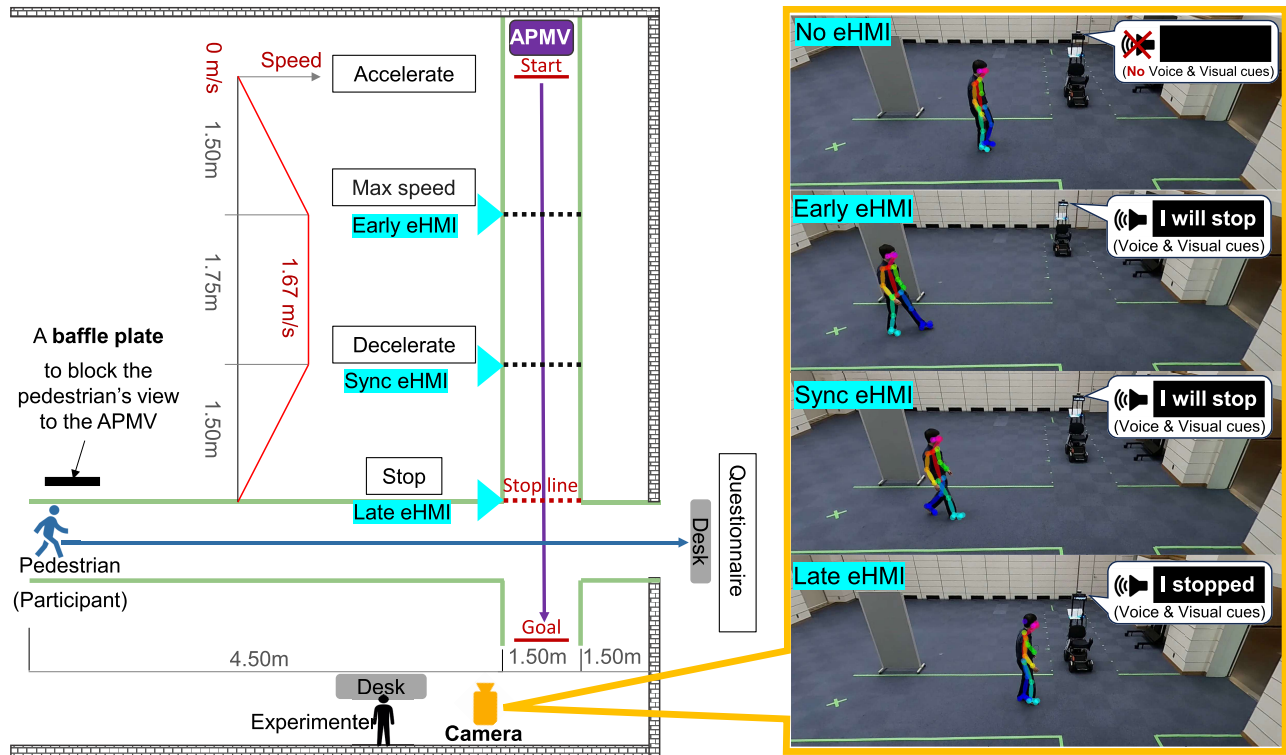 APMV
Start
0 m/s
Speed
Accelerate
1.50m
Max speed
Early eHMI
1.75m
1.67 m/s
Decelerate
Sync eHMI
1.50m
A baffle plate
to block the
pedestrian's view
to the APMV
Stop
Stop line
Late eHMI
Pedestrian
(Participant)
Desk
Questionnaire
Goal
4.50m
1.50m
1.50m
Desk
Experimenter
Camera
No eHMI
(No Voice & Visual cues)
Early eHMI
I will stop
(Voice & Visual cues)
Sync eHMI
I will stop
(Voice & Visual cues)
Late eHMI
I stopped
(Voice & Visual cues)